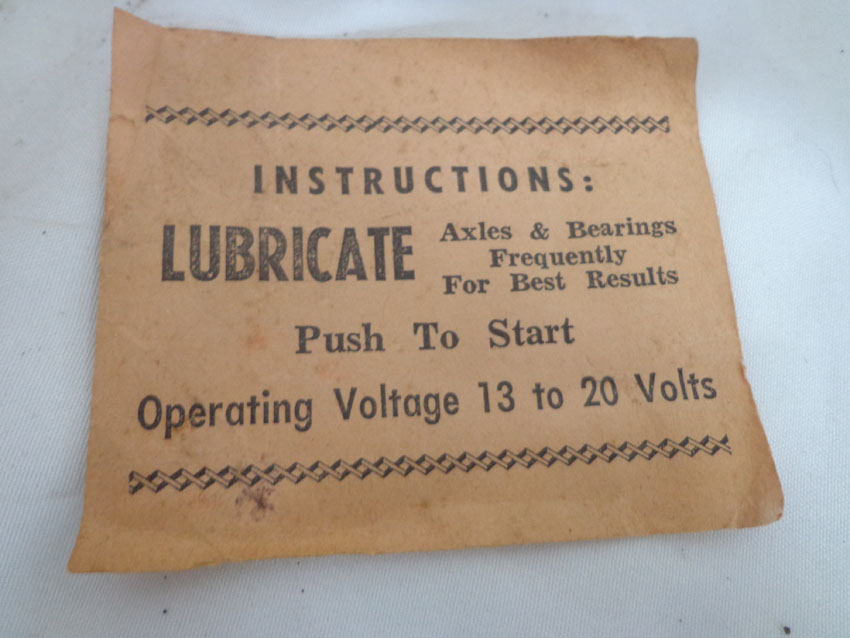 INSTRUCTIONS:
LUBRICATE Axles & Bearings
Frequently
For Best Results
Push To Start
Operating Voltage 13 to 20 Volts